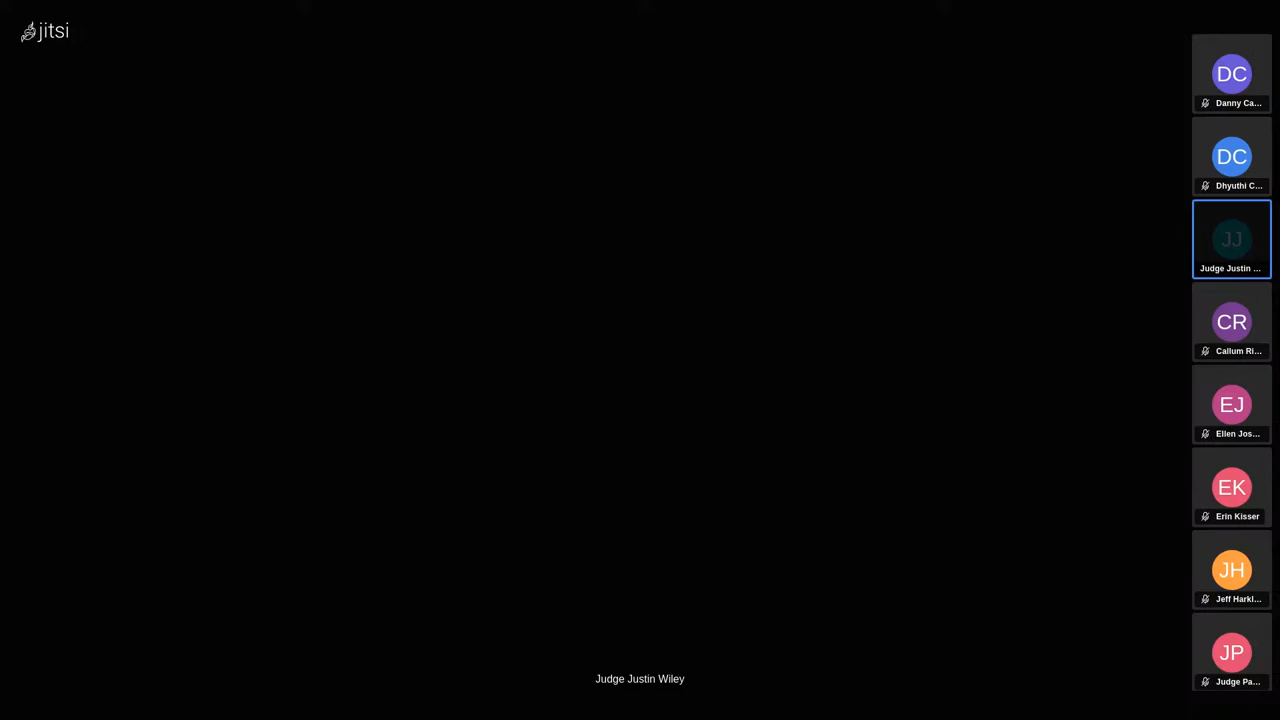 jitsi
DC
Danny Ca...
DC
Dhyuthi C...
JJ
Judge Justin ...
CR
Callum Ri...
EJ
Ellen Jos...
EK
Erin Kisser
JH
Jeff Harkl...
JP
Judge Pa...
Judge Justin Wiley